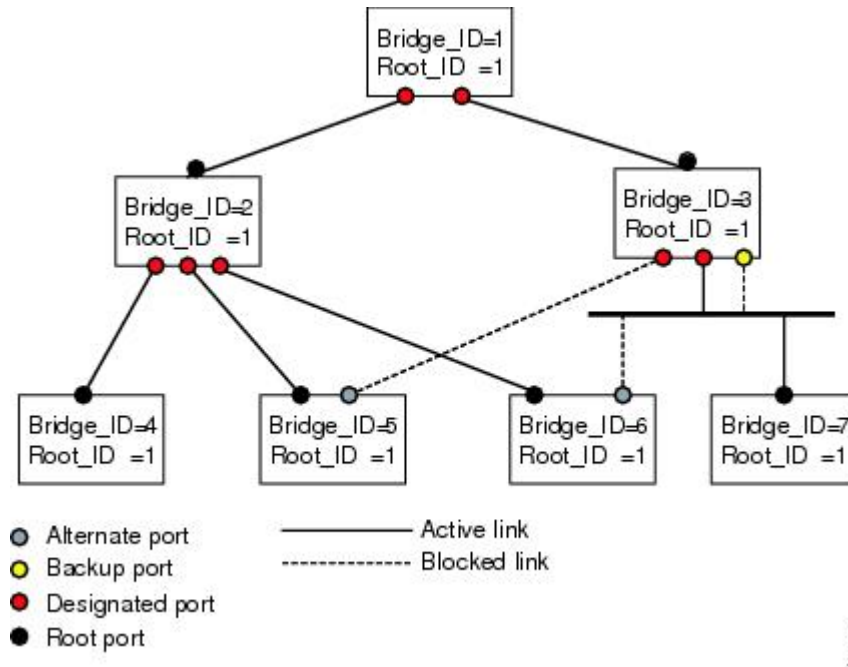 Bridge_ID=1
Root_ID =1
Bridge_ID=2
Root_ID =1
Bridge_ID=3
Root_ID =1
Bridge_ID=4
Root_ID =1
Bridge_ID=5
Root_ID =1
Bridge_ID=6
Root_ID =1
Bridge_ID=7
Root_ID =1
Alternate port
Backup port
Designated port
Root port
Active link
Blocked link